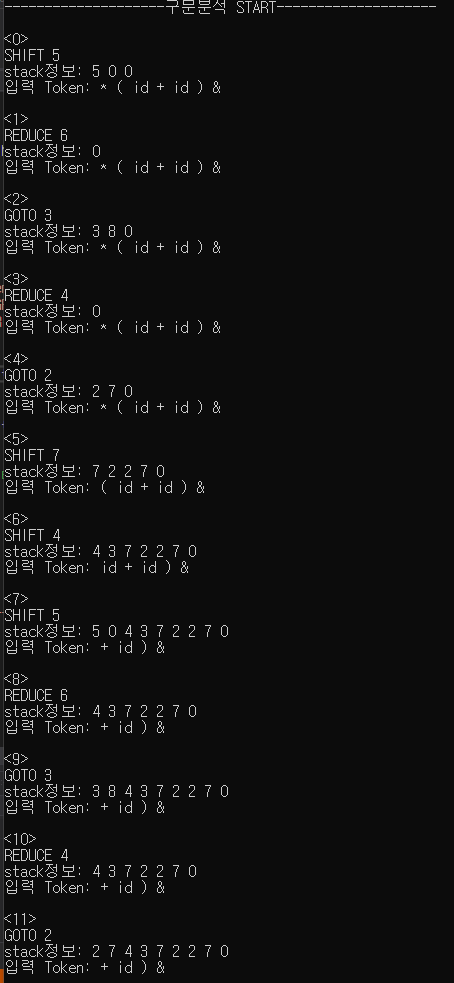 --------------------구문분석 START--------------------
<0>
SHIFT 5
stack정보: 5 0 0
입력 Token: * ( id + id ) &
<1>
REDUCE 6
stack정보: 0
입력 Token: * ( id + id ) &
<2>
GOTO 3
stack정보: 3 8 0
입력 Token: * ( id + id ) &
<3>
REDUCE 4
stack정보: 0
입력 Token: * ( id + id ) &
<4>
GOTO 2
stack정보: 2 7 0
입력 Token: * ( id + id ) &
<5>
SHIFT 7
stack정보: 7 2 2 7 0
입력 Token: ( id + id ) &
<6>
SHIFT 4
stack정보: 4 3 7 2 2 7 0
입력 Token: id + id ) &
<7>
SHIFT 5
stack정보: 5 0 4 3 7 2 2 7 0
입력 Token: + id ) &
<8>
REDUCE 6
stack정보: 4 3 7 2 2 7 0
입력 Token: + id ) &
<9>
GOTO 3
stack정보: 3 8 4 3 7 2 2 7 0
입력 Token: + id ) &
<10>
REDUCE 4
stack정보: 4 3 7 2 2 7 0
입력 Token: + id ) &
<11>
GOTO 2
stack정보: 2 7 4 3 7 2 2 7 0
입력 Token: + id ) &